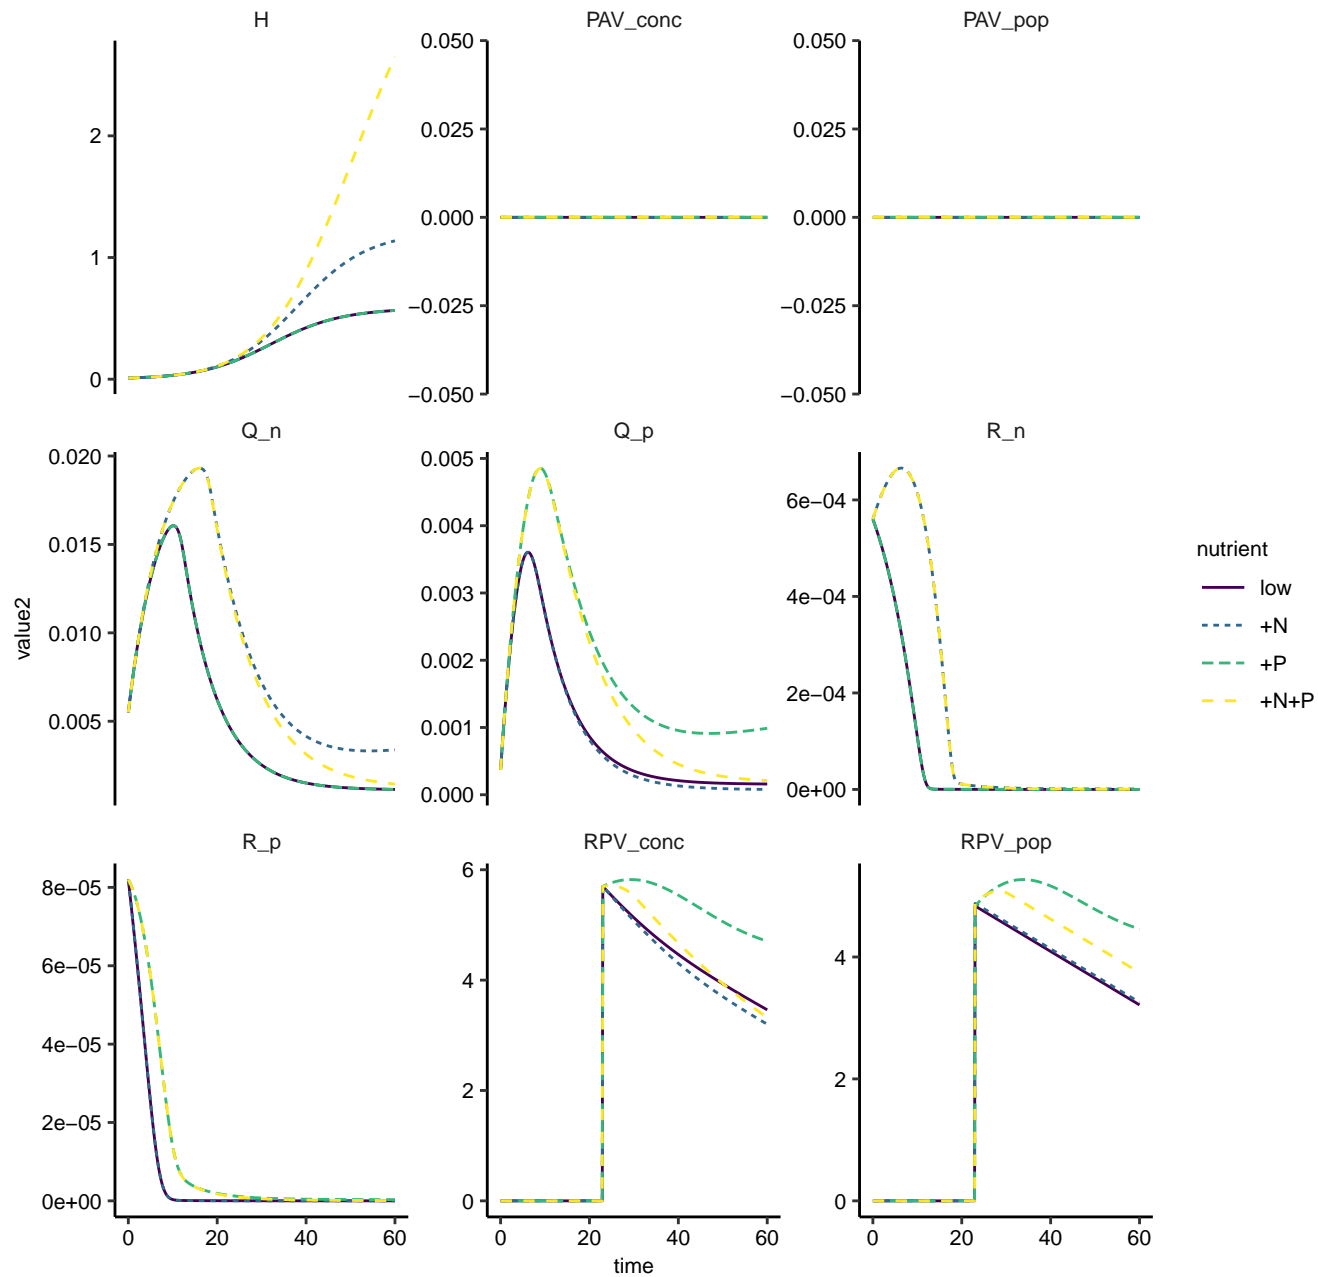 H
PAV_conc
PAV_pop
2
1
0
0.050
0.025
0.000
−0.025
−0.050
0.050
0.025
0.000
−0.025
−0.050
Q_n
Q_p
R_n
value2
0.020
0.015
0.010
0.005
0.005
0.004
0.003
0.002
0.001
0.000
6e−04
4e−04
2e−04
0e+00
nutrient
low
+N
+P
+N+P
R_p
RPV_conc
RPV_pop
8e−05
6e−05
4e−05
2e−05
0e+00
6
4
2
0
4
2
0
0 20 40 60
0 20 40 60
0 20 40 60
time